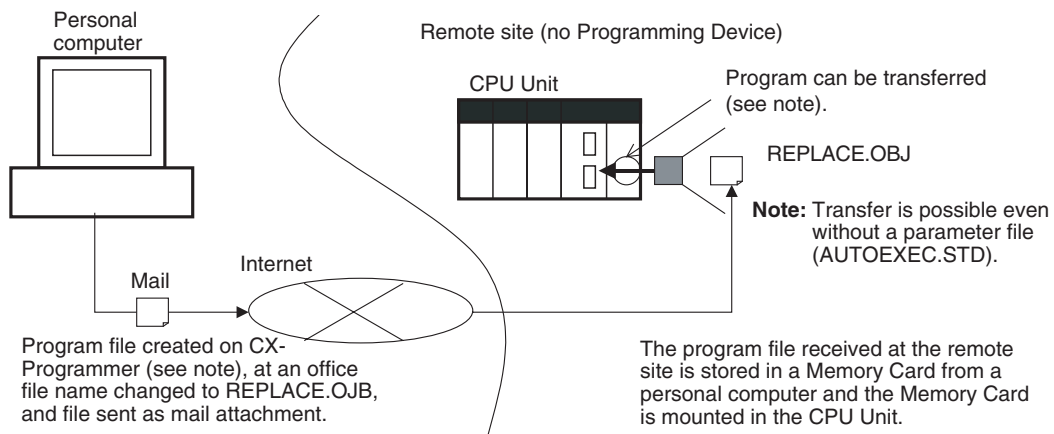 Personal
computer
Remote site (no Programming Device)
CPU Unit
Program can be transferred
(see note).
REPLACE.OBJ
Note: Transfer is possible even
without a parameter file
(AUTOEXEC.STD).
Internet
Mail
Program file created on CX-
Programmer (see note), at an office
file name changed to REPLACE.OJB,
and file sent as mail attachment.
The program file received at the remote
site is stored in a Memory Card from a
personal computer and the Memory Card
is mounted in the CPU Unit.